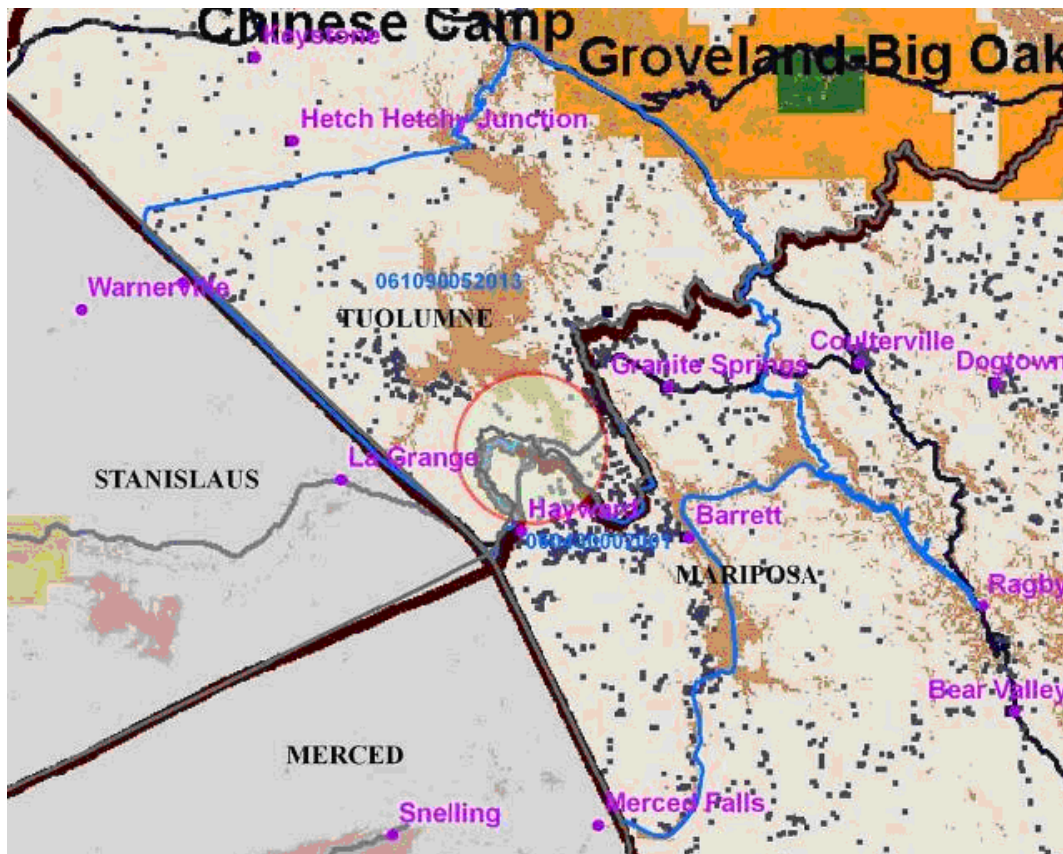 Chinese Camp
Keystone
Groveland-Big Oak
Hetch Hetchy Junction
061090052013
Warnerville
TUOLUMNE
Coulterville
Granite Springs
Dogtown
La Grange
STANISLAUS
Hayward
Barrett
MARIPOSA
Ragby
Bear Valley
MERCED
Merced Falls
Snelling